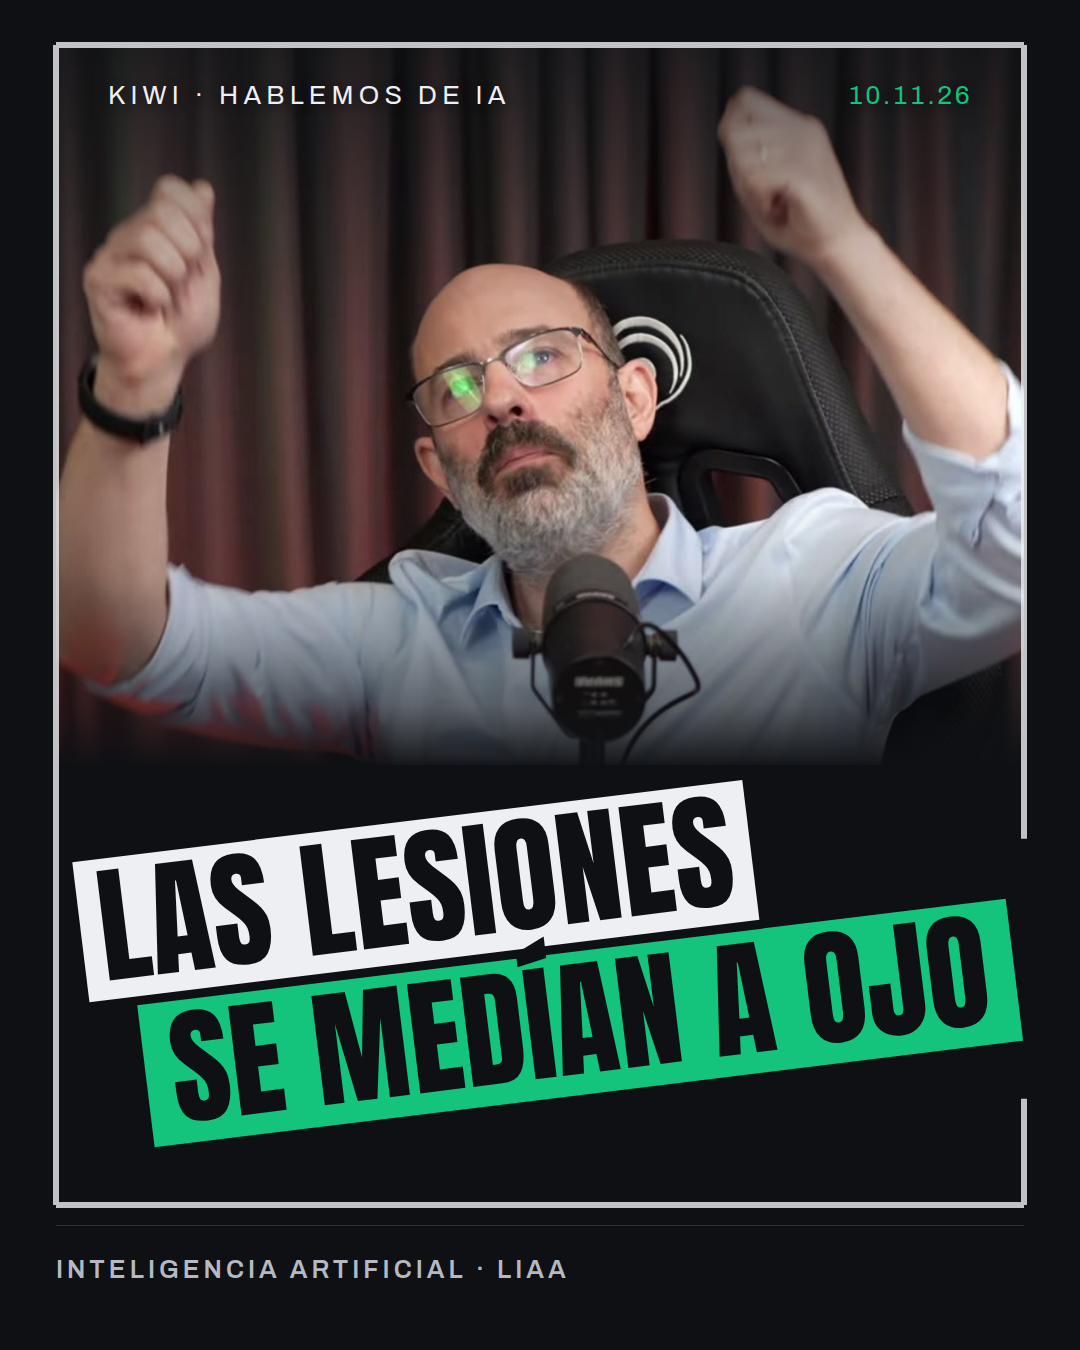 KIWI · HABLEMOS DE IA
10.11.26
LAS LESIONES
SE MEDÍAN A OJO
INTELIGENCIA ARTIFICIAL · LIAA